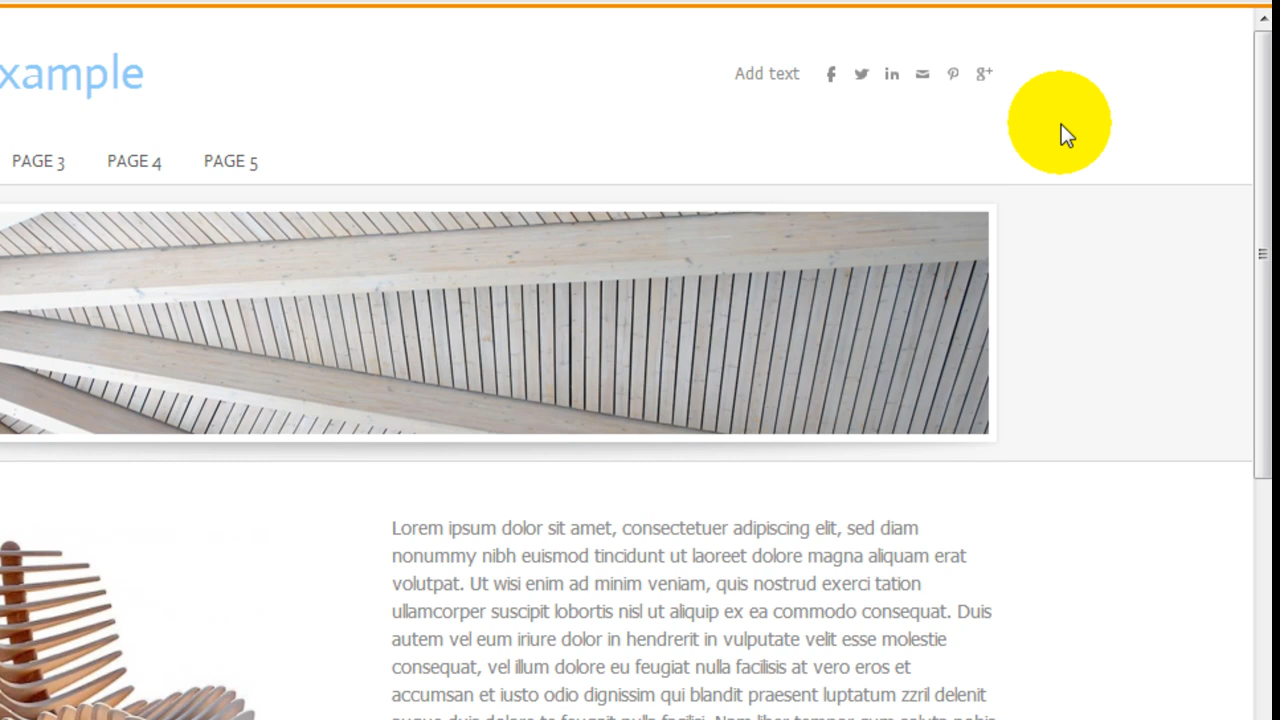 xample
Add text
PAGE 3 PAGE 4 PAGE 5
Lorem ipsum dolor sit amet, consectetuer adipiscing elit, sed diam
nonummy nibh euismod tincidunt ut laoreet dolore magna aliquam erat
volutpat. Ut wisi enim ad minim veniam, quis nostrud exerci tation
ullamcorper suscipit lobortis nisl ut aliquip ex ea commodo consequat. Duis
autem vel eum iriure dolor in hendrerit in vulputate velit esse molestie
consequat, vel illum dolore eu feugiat nulla facilisis at vero eros et
accumsan et iusto odio dignissim qui blandit praesent luptatum zzril delenit